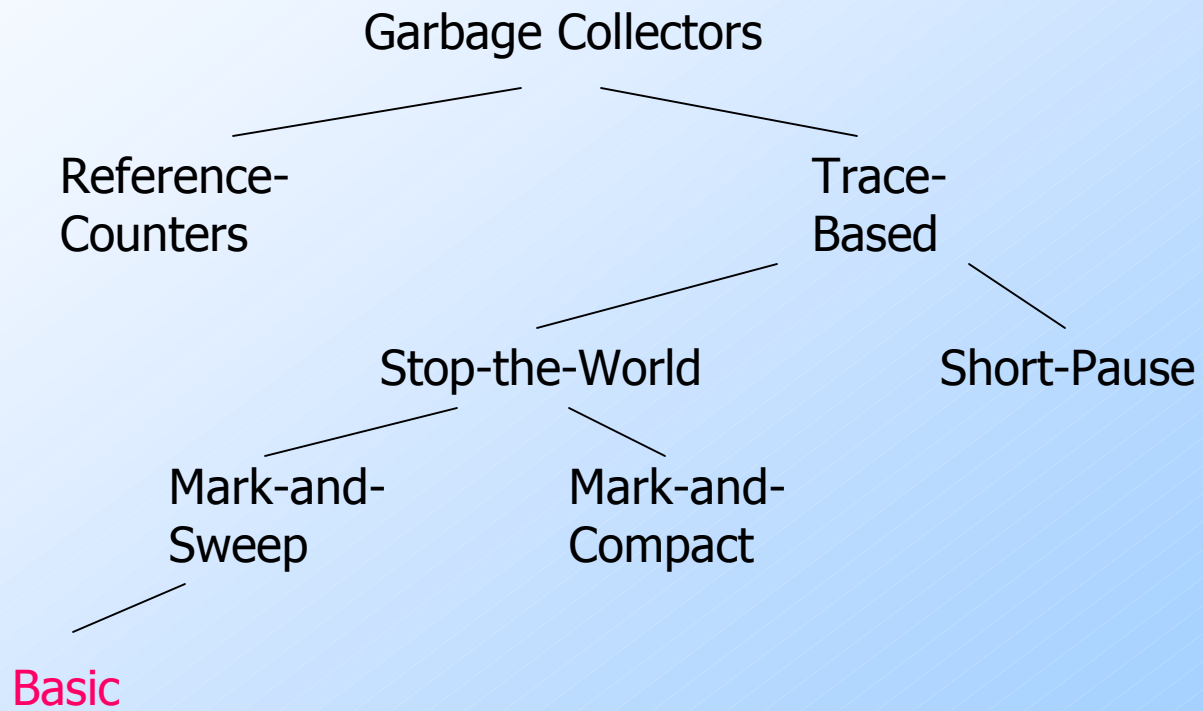 Garbage Collectors
Reference-
Counters
Trace-
Based
Stop-the-World
Short-Pause
Mark-and-
Sweep
Mark-and-
Compact
Basic